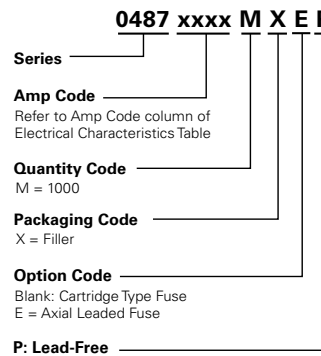 0487 xxxx M X E
Series
Amp Code
Refer to Amp Code column of
Electrical Characteristics Table
Quantity Code
M = 1000
Packaging Code
X = Filler
Option Code
Blank: Cartridge Type Fuse
E = Axial Leaded Fuse
P: Lead-Free